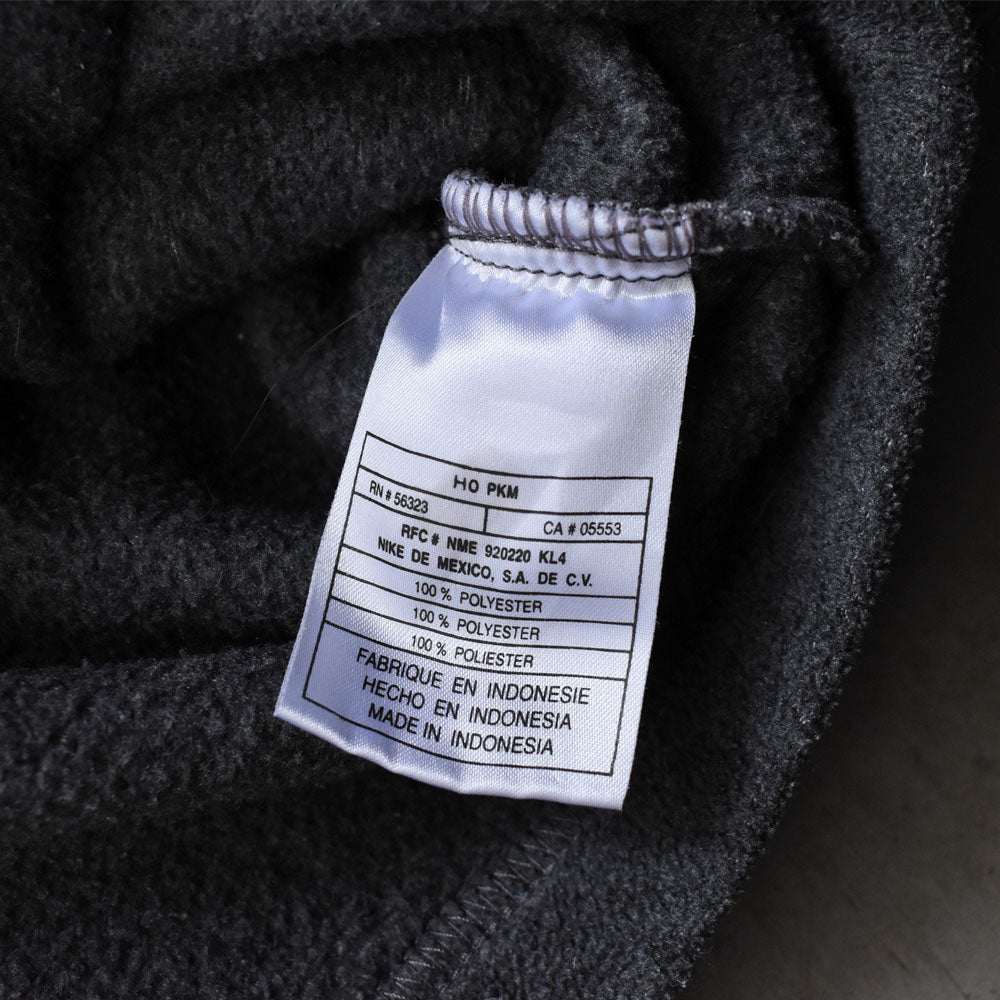 HO PKM
RN # 56323
CA # 05553
RFC # NME 920220 KL4
NIKE DE MEXICO, S.A. DE C.V.
100 % POLYESTER
100 % POLYESTER
100 % POLIESTER
FABRIQUE EN INDONESIE
HECHO EN INDONESIA
MADE IN INDONESIA